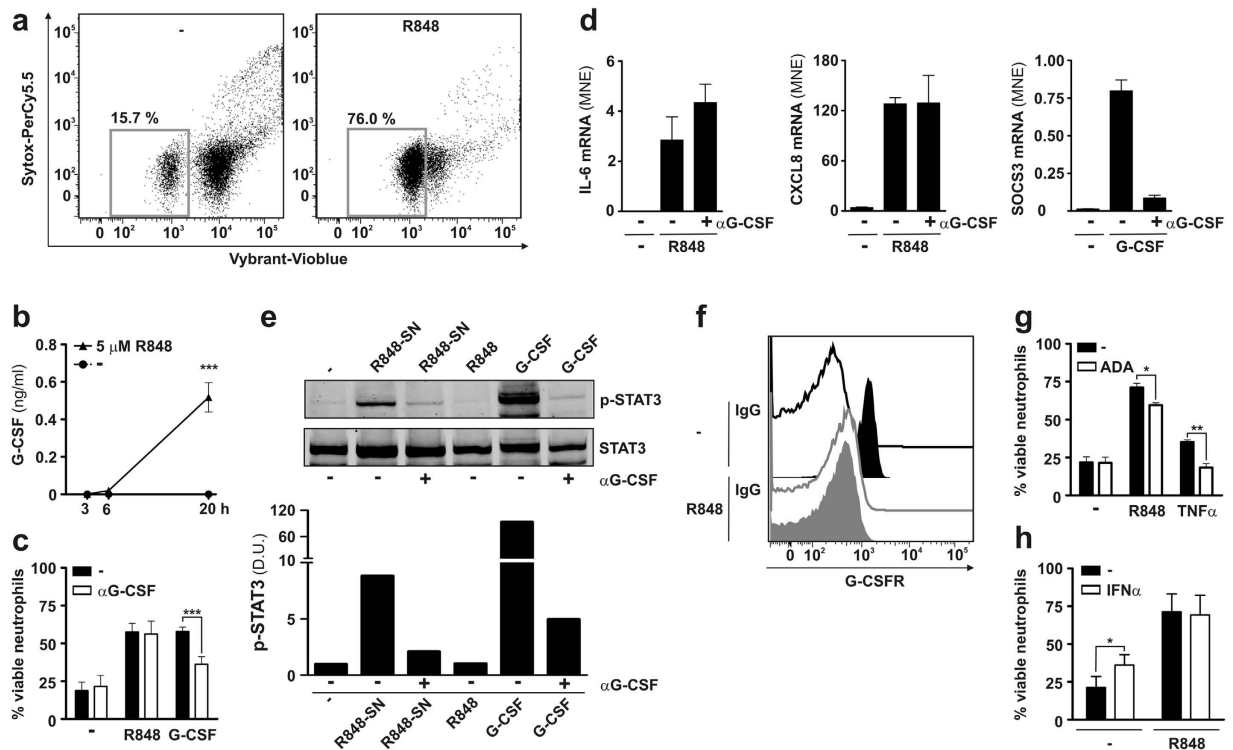 a
-
R848
Sytox-PerCy5.5
10⁵
10⁴
10³
10²
0
15.7 %
0 10² 10³ 10⁴ 10⁵
10⁵
10⁴
10³
10²
0
76.0 %
0 10² 10³ 10⁴ 10⁵
Vybrant-Vioblue
b
5 µM R848
-
G-CSF (ng/ml)
0.8
0.6
0.4
0.2
0
***
3 6 20 h
c
-
αG-CSF
% viable neutrophils
100
75
50
25
0
***
- R848 G-CSF
d
IL-6 mRNA (MNE)
6
4
2
0
- - + αG-CSF
R848
CXCL8 mRNA (MNE)
180
120
60
0
- - + αG-CSF
R848
SOCS3 mRNA (MNE)
1.00
0.75
0.50
0.25
0
- - + αG-CSF
G-CSF
e
- R848-SN R848-SN R848 G-CSF G-CSF
p-STAT3
STAT3
- - + - - + αG-CSF
p-STAT3 (D.U.)
120
60
10
5
0
- - + - - + αG-CSF
- R848-SN R848-SN R848 G-CSF G-CSF
f
IgG
-
IgG
R848
0 10² 10³ 10⁴ 10⁵
G-CSFR
g
-
ADA
% viable neutrophils
100
75
50
25
0
*
**
- R848 TNFα
h
-
IFNα
% viable neutrophils
100
75
50
25
0
*
- R848